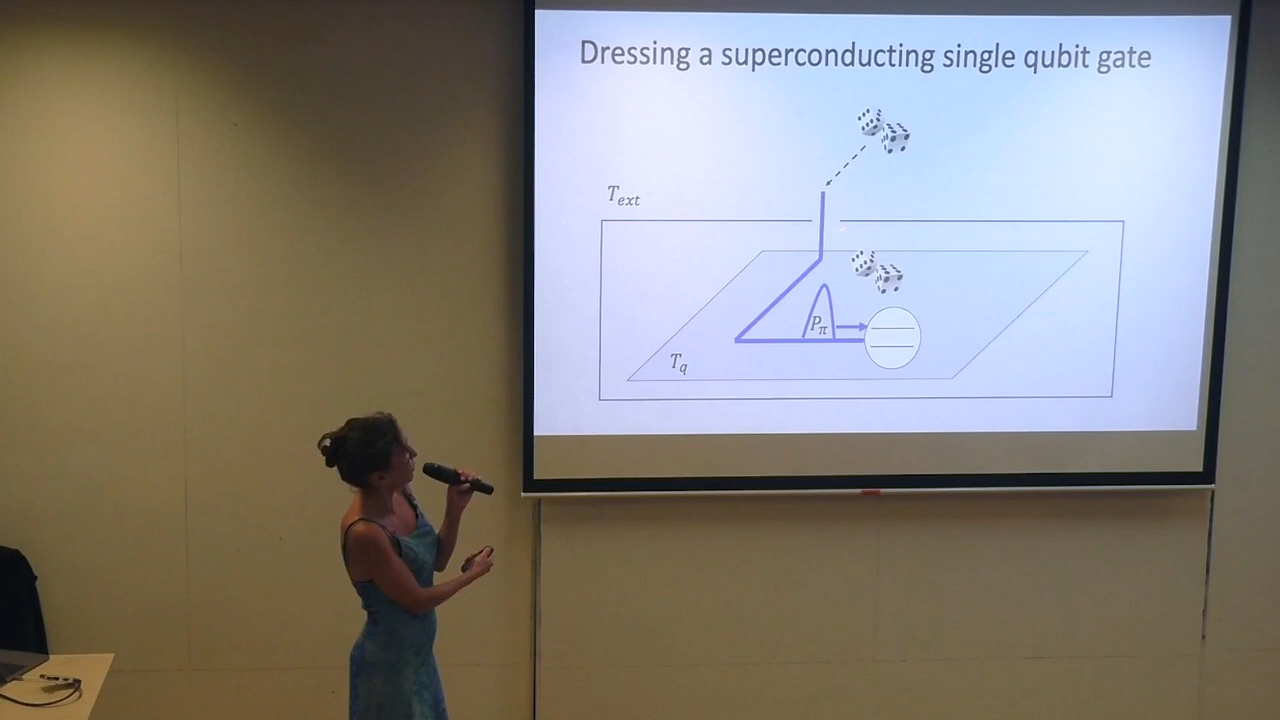 Dressing a superconducting single qubit gate
T_ext
P_π
T_q